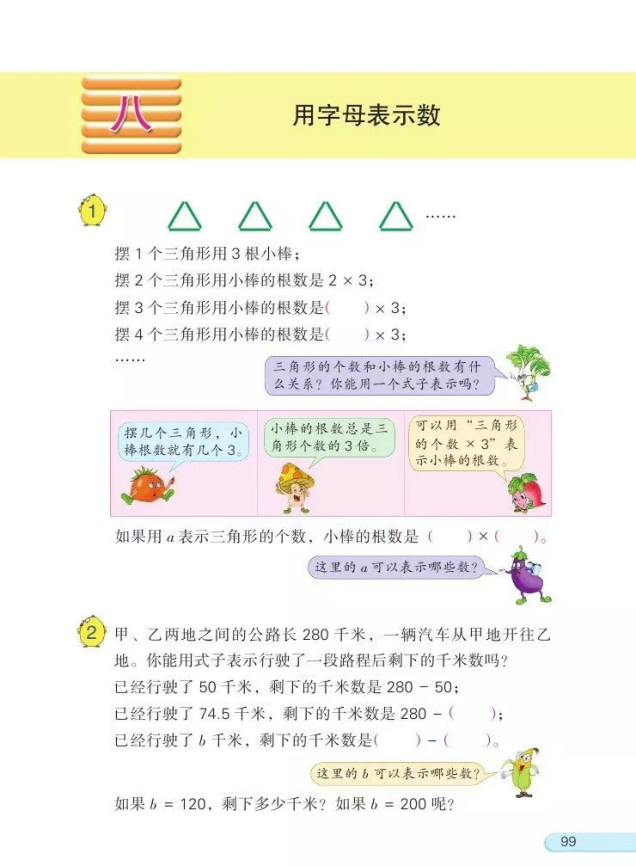 八
用字母表示数
1
……
摆 1 个三角形用 3 根小棒；
摆 2 个三角形用小棒的根数是 2 × 3；
摆 3 个三角形用小棒的根数是(　　)× 3；
摆 4 个三角形用小棒的根数是(　　)× 3；
……
三角形的个数和小棒的根数有什
么关系？你能用一个式子表示吗？
摆几个三角形，小
棒根数就有几个 3。
小棒的根数总是三
角形个数的 3 倍。
可以用“三角形
的个数 × 3”表
示小棒的根数。
如果用 a 表示三角形的个数，小棒的根数是（　　）×（　　）。
这里的 a 可以表示哪些数？
2
甲、乙两地之间的公路长 280 千米，一辆汽车从甲地开往乙
地。你能用式子表示行驶了一段路程后剩下的千米数吗？
已经行驶了 50 千米，剩下的千米数是 280 － 50；
已经行驶了 74.5 千米，剩下的千米数是 280 －（　　）；
已经行驶了 b 千米，剩下的千米数是(　　)－（　　）。
这里的 b 可以表示哪些数？
如果 b = 120，剩下多少千米？如果 b = 200 呢？
99